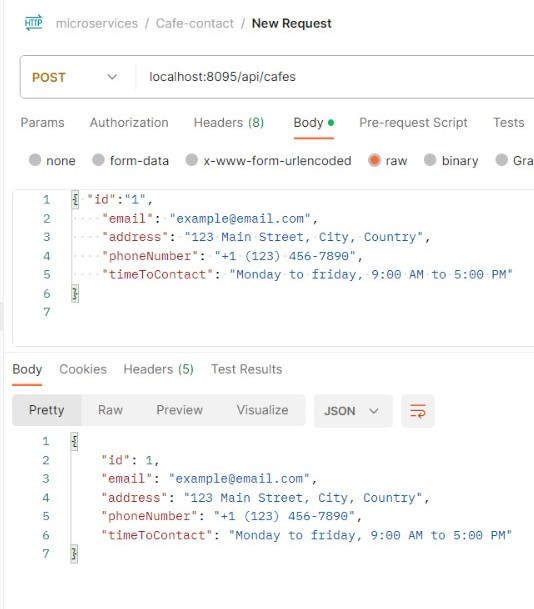 HTTP microservices / Cafe-contact / New Request
POST localhost:8095/api/cafes
Params Authorization Headers (8) Body Pre-request Script Tests
none form-data x-www-form-urlencoded raw binary Gra
1 { "id":"1",
2 "email": "example@email.com",
3 "address": "123 Main Street, City, Country",
4 "phoneNumber": "+1 (123) 456-7890",
5 "timeToContact": "Monday to friday, 9:00 AM to 5:00 PM"
6 }
7
Body Cookies Headers (5) Test Results
Pretty Raw Preview Visualize JSON
1 {
2 "id": 1,
3 "email": "example@email.com",
4 "address": "123 Main Street, City, Country",
5 "phoneNumber": "+1 (123) 456-7890",
6 "timeToContact": "Monday to friday, 9:00 AM to 5:00 PM"
7 }